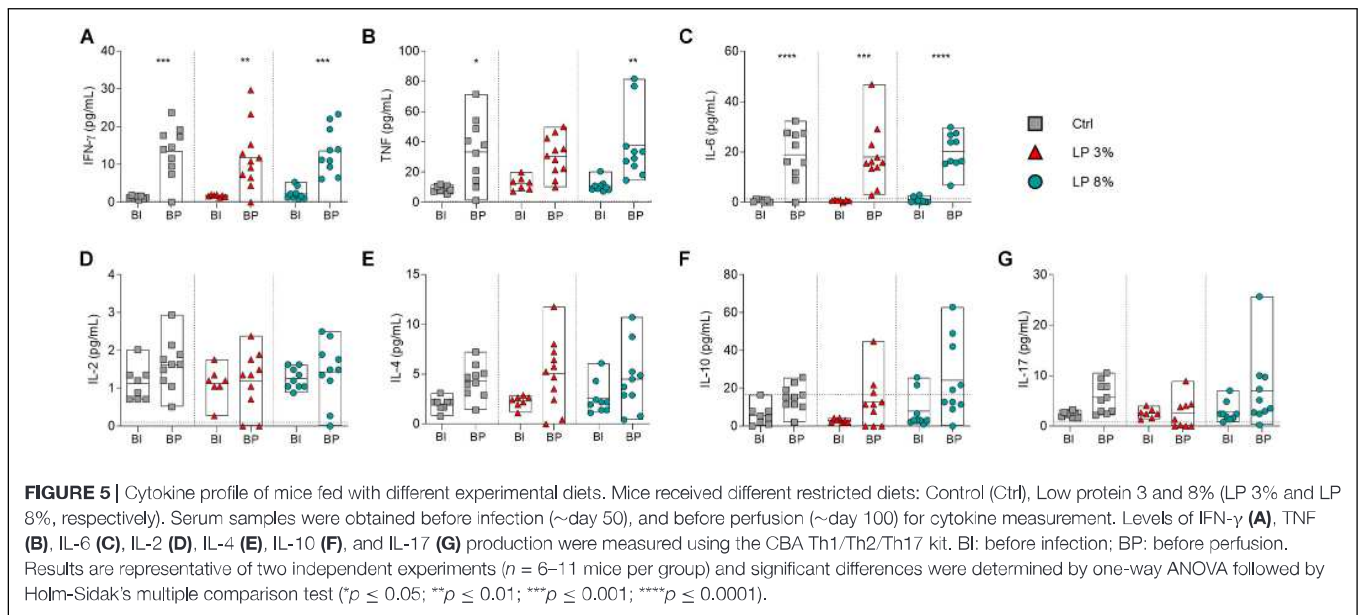 A
B
C
40
30
20
10
0
IFN-γ (pg/mL)
***
**
***
BI BP BI BP BI BP
100
80
60
40
20
0
TNF (pg/mL)
*
**
BI BP BI BP BI BP
60
40
20
0
IL-6 (pg/mL)
****
***
****
BI BP BI BP BI BP
Ctrl
LP 3%
LP 8%
D
E
F
G
4
3
2
1
0
IL-2 (pg/mL)
BI BP BI BP BI BP
15
10
5
0
IL-4 (pg/mL)
BI BP BI BP BI BP
80
60
40
20
0
IL-10 (pg/mL)
BI BP BI BP BI BP
30
20
10
0
IL-17 (pg/mL)
BI BP BI BP BI BP
FIGURE 5 | Cytokine profile of mice fed with different experimental diets. Mice received different restricted diets: Control (Ctrl), Low protein 3 and 8% (LP 3% and LP
8%, respectively). Serum samples were obtained before infection (~day 50), and before perfusion (~day 100) for cytokine measurement. Levels of IFN-γ (A), TNF
(B), IL-6 (C), IL-2 (D), IL-4 (E), IL-10 (F), and IL-17 (G) production were measured using the CBA Th1/Th2/Th17 kit. BI: before infection; BP: before perfusion.
Results are representative of two independent experiments (n = 6–11 mice per group) and significant differences were determined by one-way ANOVA followed by
Holm-Sidak's multiple comparison test (*p ≤ 0.05; **p ≤ 0.01; ***p ≤ 0.001; ****p ≤ 0.0001).